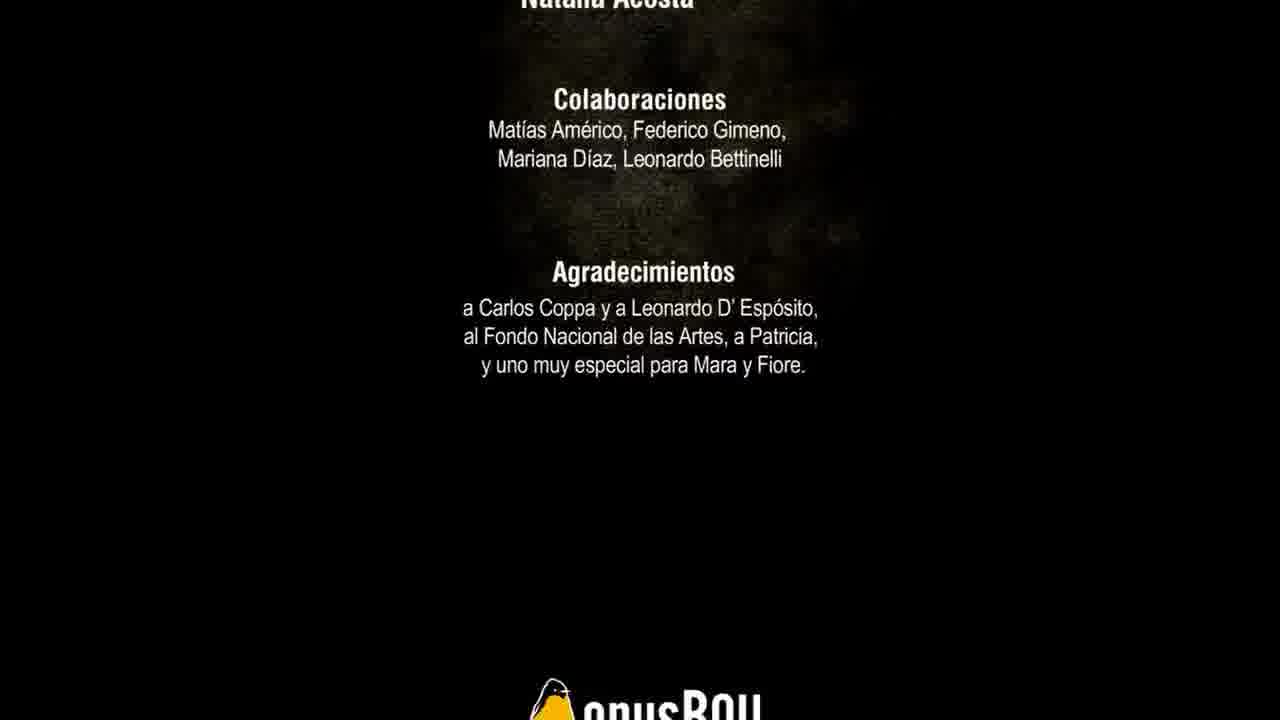 Natalia Acosta
Colaboraciones
Matías Américo, Federico Gimeno,
Mariana Díaz, Leonardo Bettinelli
Agradecimientos
a Carlos Coppa y a Leonardo D' Espósito,
al Fondo Nacional de las Artes, a Patricia,
y uno muy especial para Mara y Fiore.
opusBou